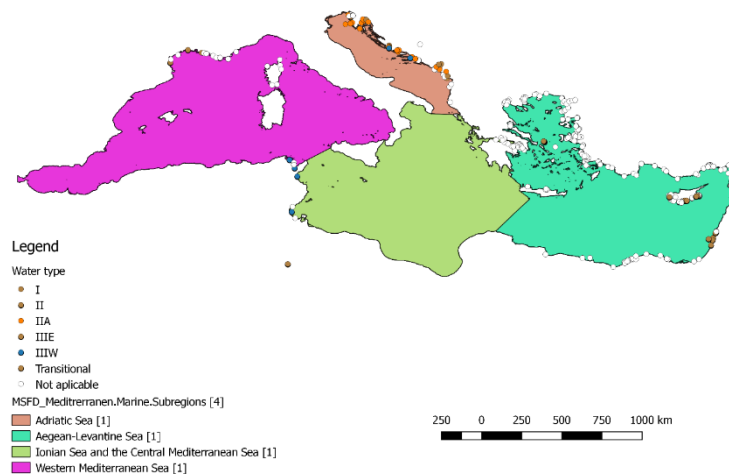 Legend
Water type
I
II
IIA
IIIE
IIIW
Transitional
Not aplicable
MSFD_Meditrerranen.Marine.Subregions [4]
Adriatic Sea [1]
Aegean-Levantine Sea [1]
Ionian Sea and the Central Mediterranean Sea [1]
Western Mediterranean Sea [1]
250 0 250 500 750 1000 km